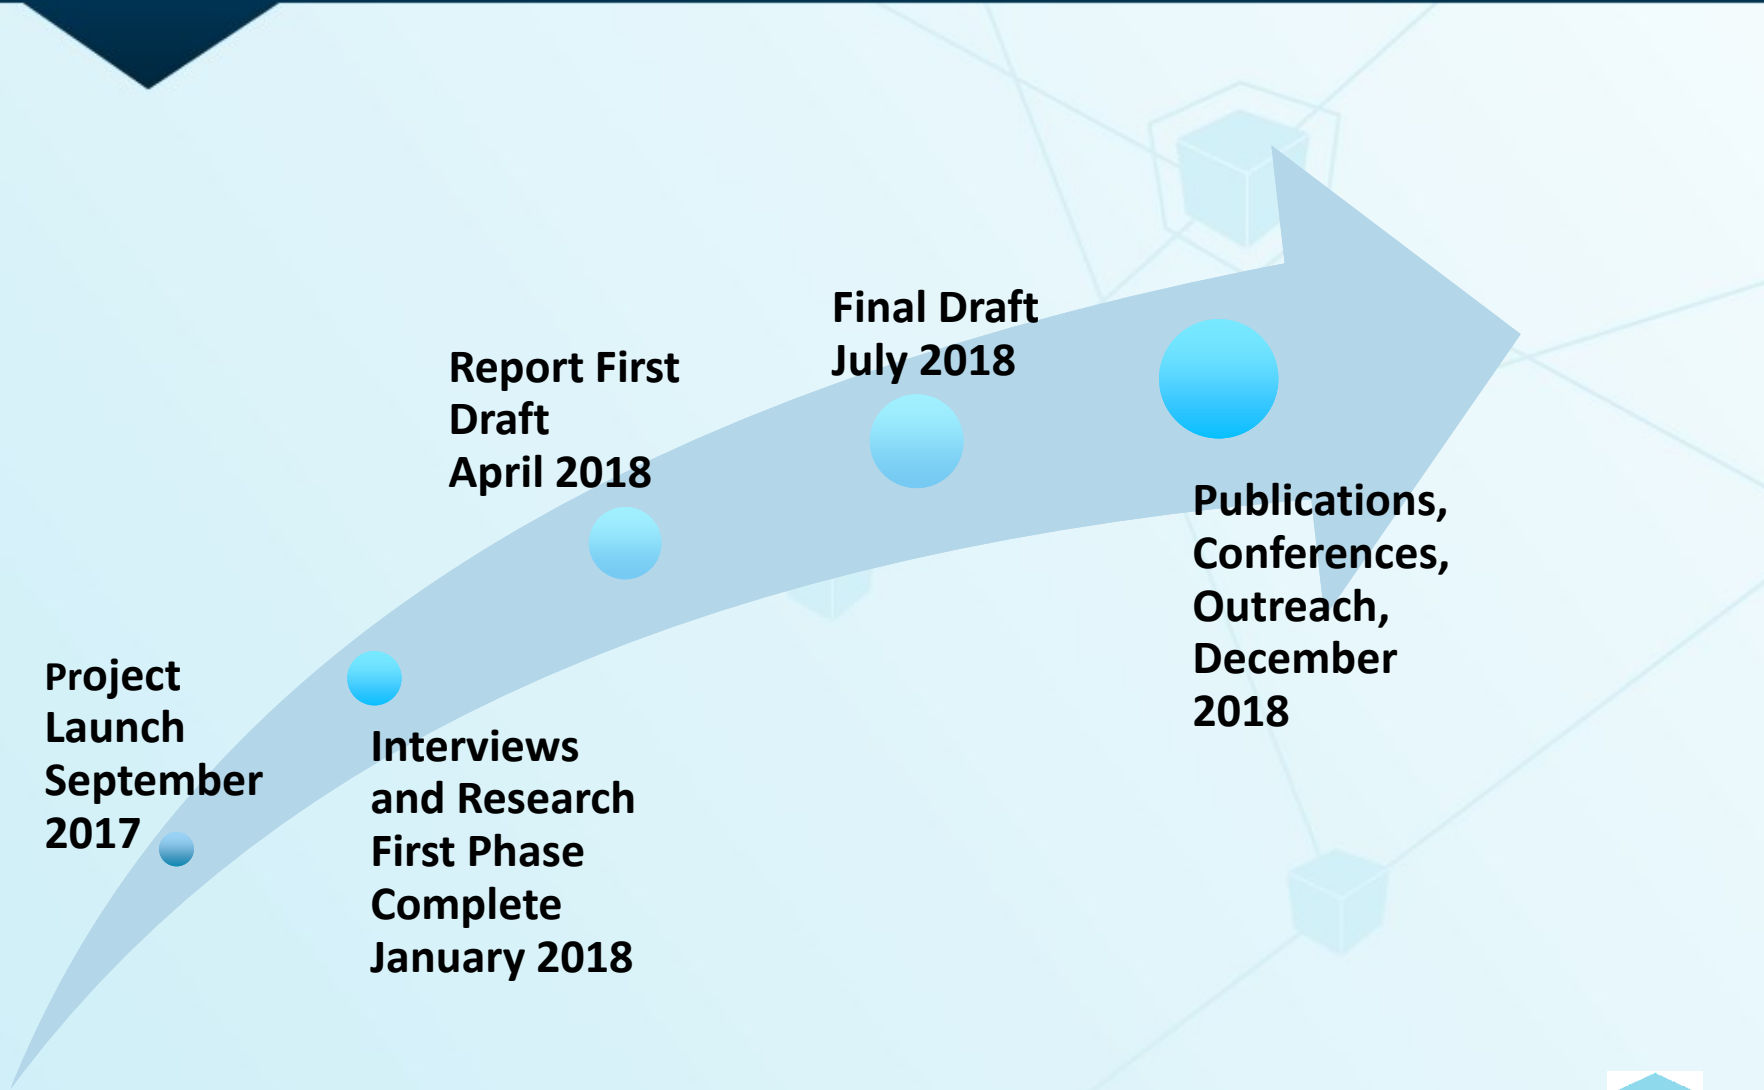 Project
Launch
September
2017
Interviews
and Research
First Phase
Complete
January 2018
Report First
Draft
April 2018
Final Draft
July 2018
Publications,
Conferences,
Outreach,
December
2018